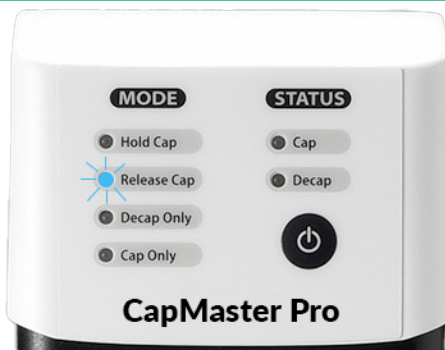 MODE
Hold Cap
Release Cap
Decap Only
Cap Only
STATUS
Cap
Decap
CapMaster Pro